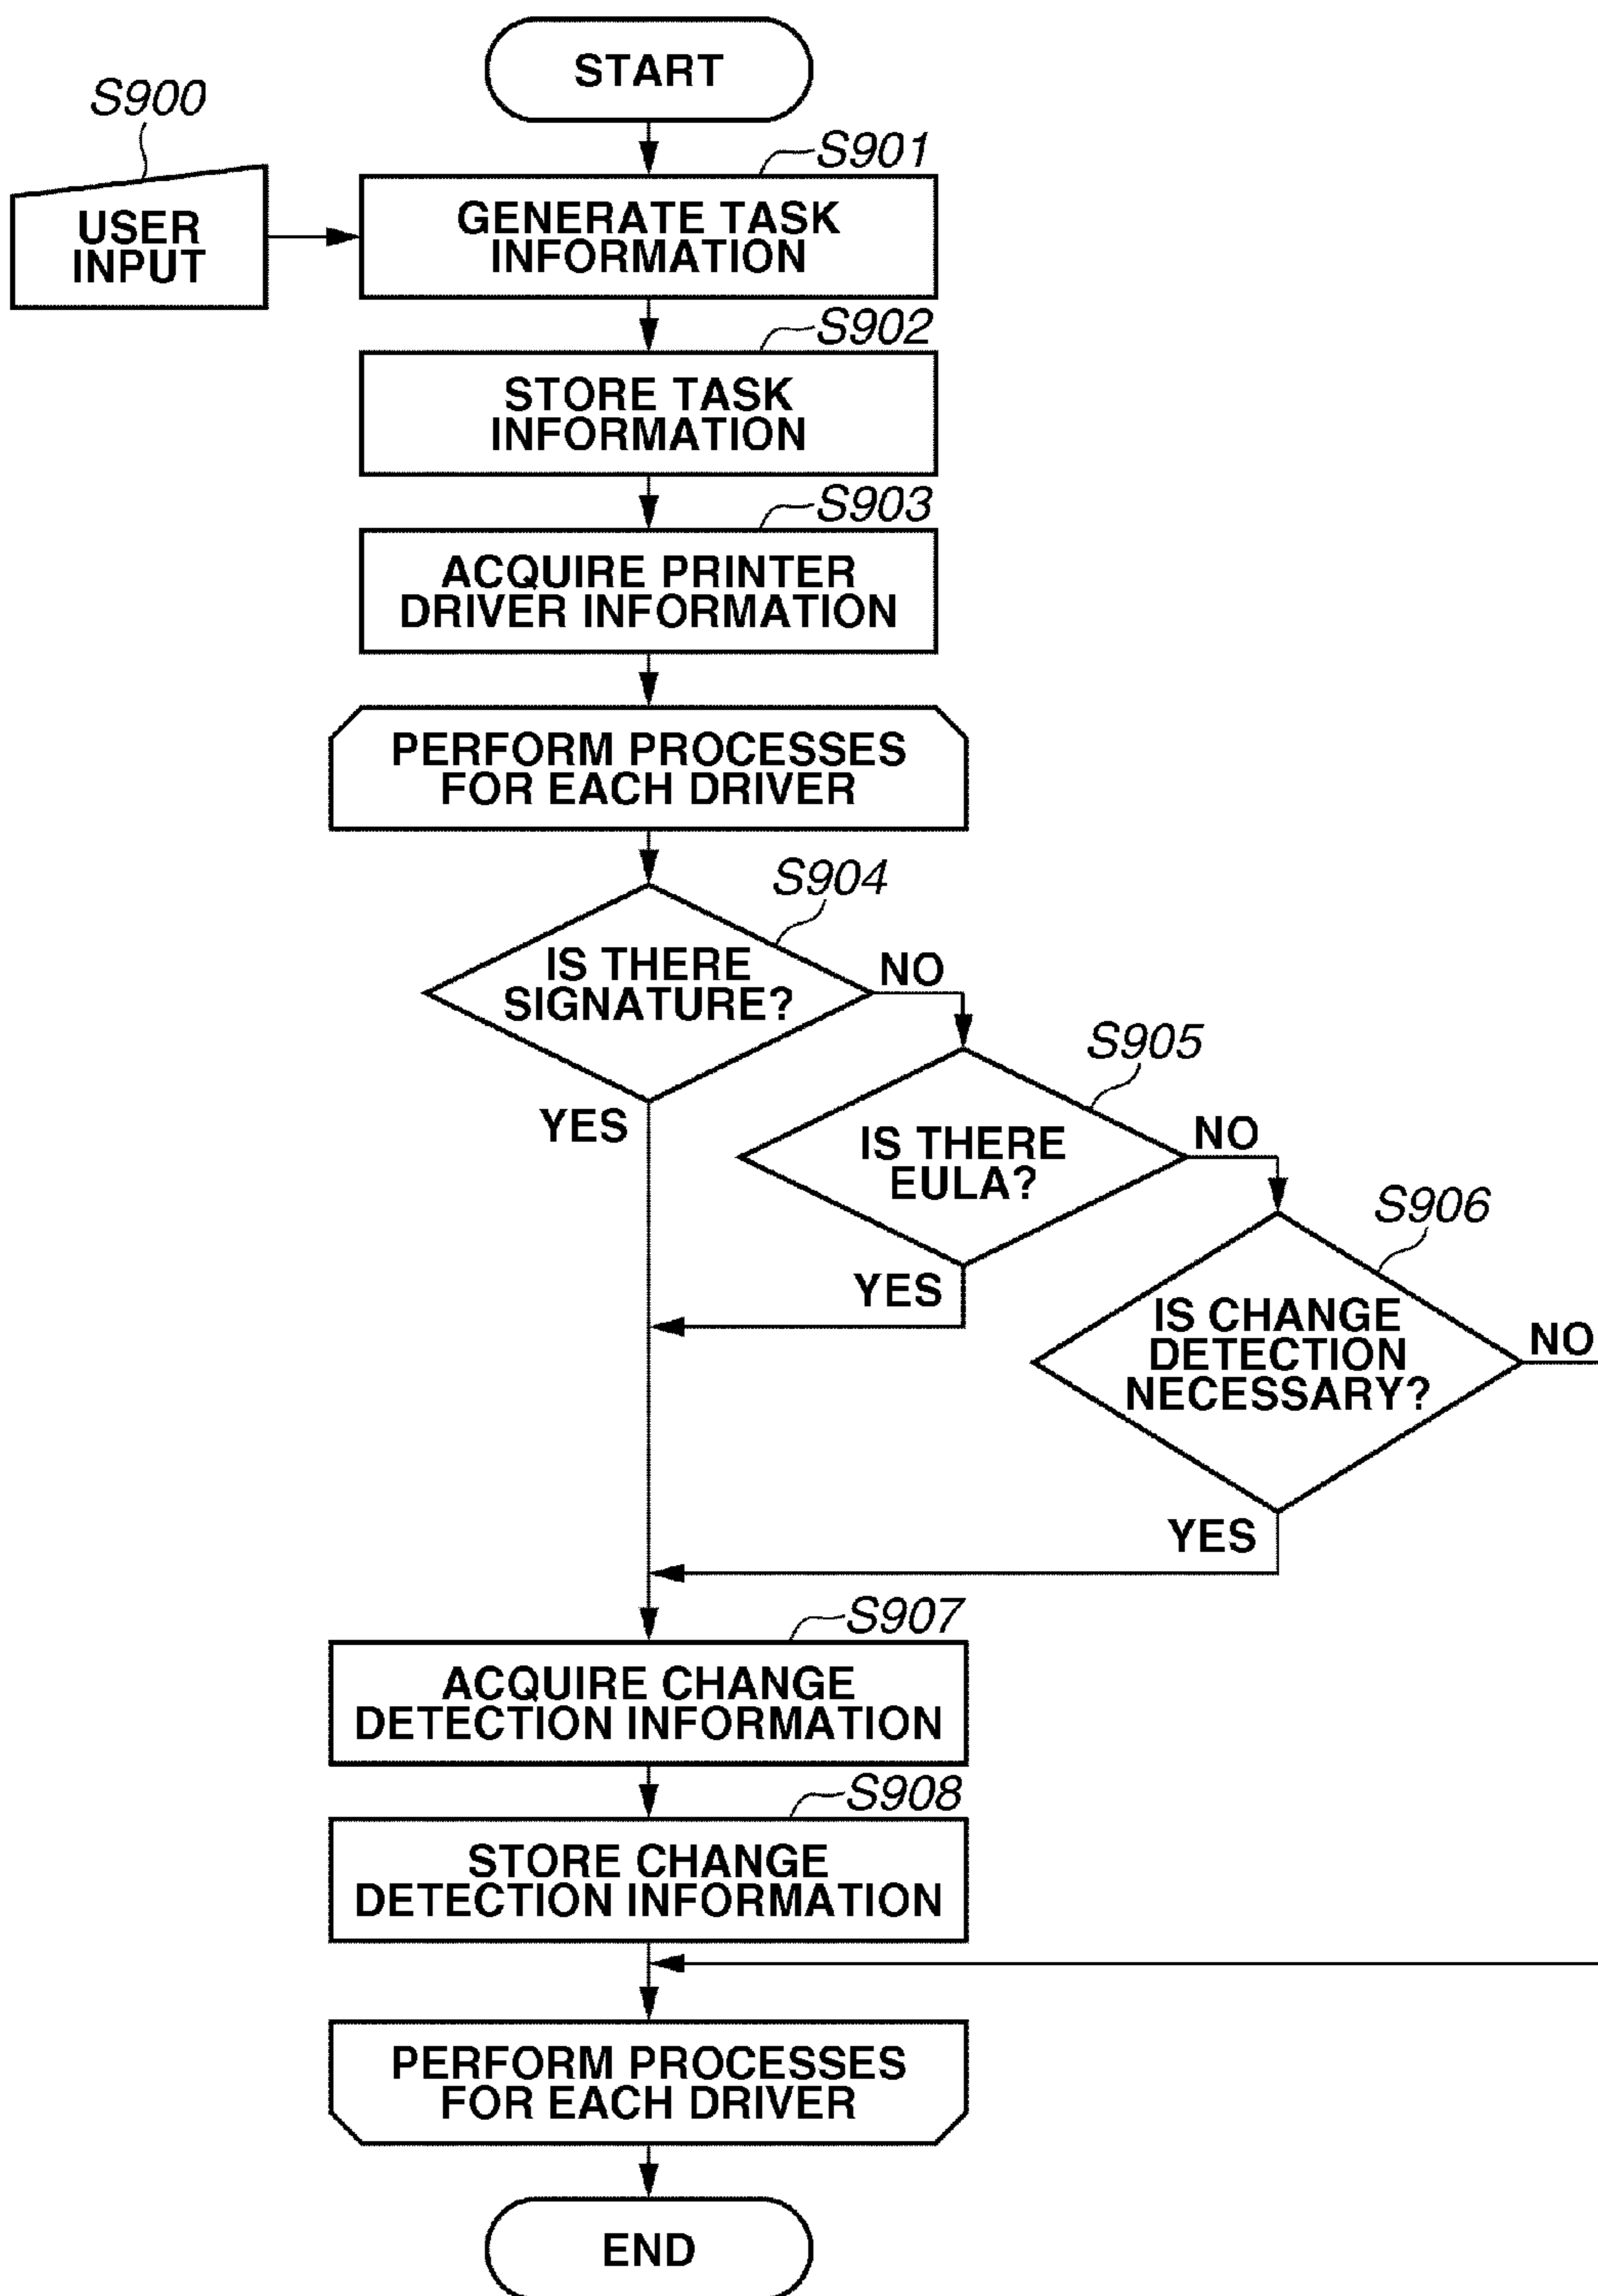 START
S900
S901
USER
INPUT
GENERATE TASK
INFORMATION
S902
STORE TASK
INFORMATION
S903
ACQUIRE PRINTER
DRIVER INFORMATION
PERFORM PROCESSES
FOR EACH DRIVER
S904
IS THERE
SIGNATURE?
NO
YES
S905
IS THERE
EULA?
NO
YES
S906
IS CHANGE
DETECTION
NECESSARY?
NO
YES
S907
ACQUIRE CHANGE
DETECTION INFORMATION
S908
STORE CHANGE
DETECTION INFORMATION
PERFORM PROCESSES
FOR EACH DRIVER
END